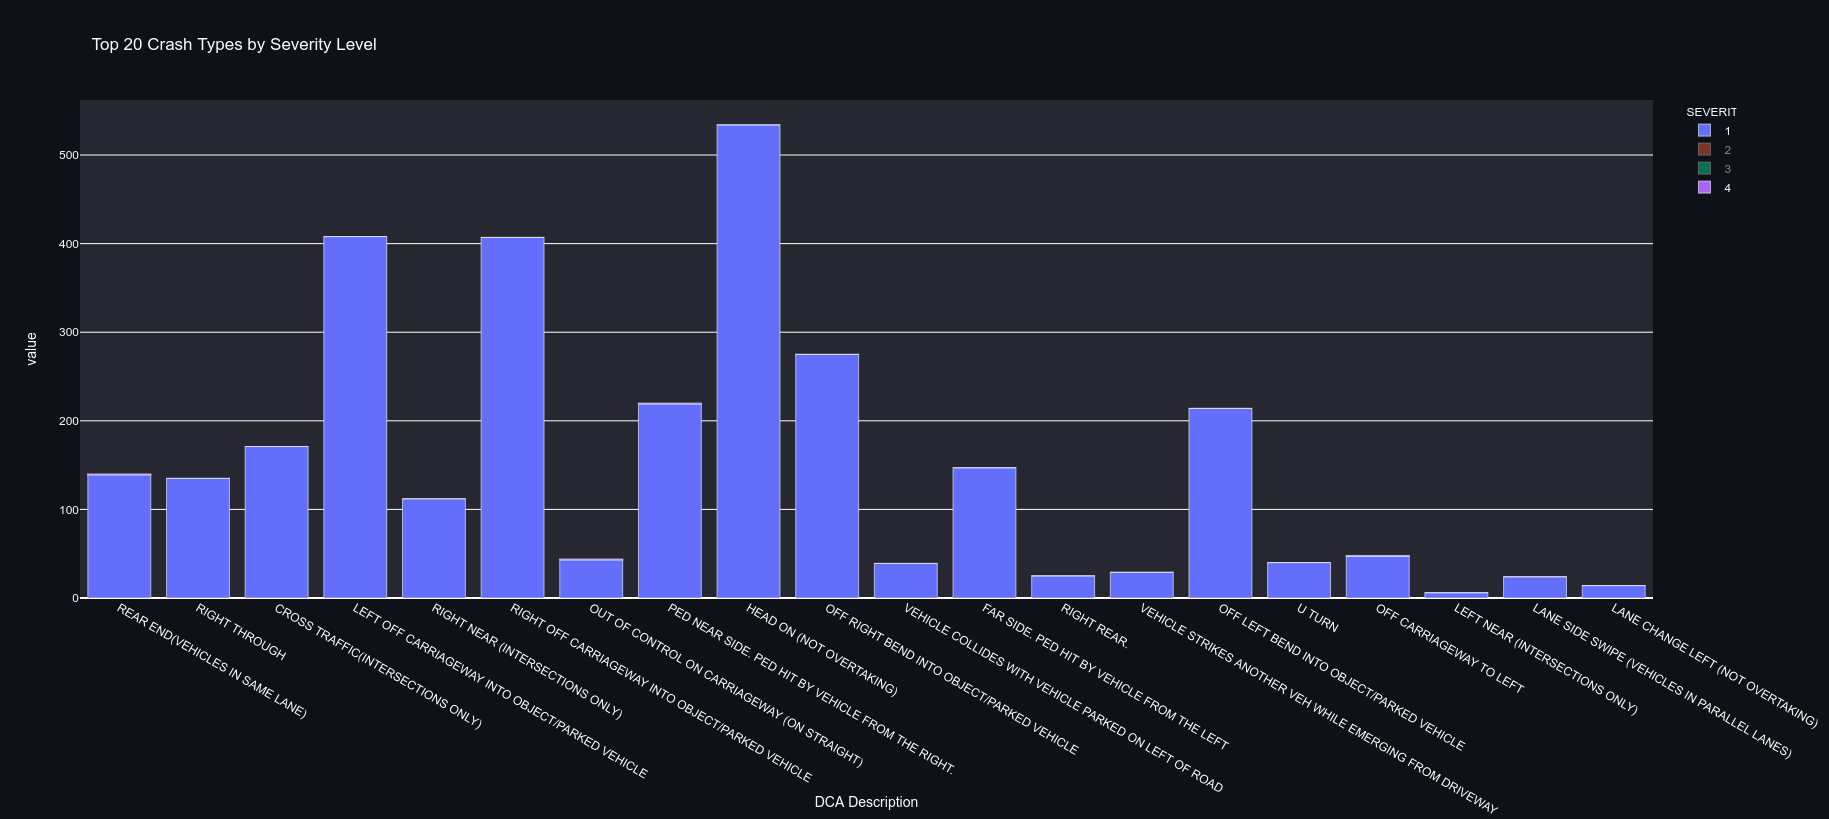 Top 20 Crash Types by Severity Level
SEVERIT
1
2
3
4
value
500
400
300
200
100
0
REAR END(VEHICLES IN SAME LANE)
RIGHT THROUGH
CROSS TRAFFIC(INTERSECTIONS ONLY)
LEFT OFF CARRIAGEWAY INTO OBJECT/PARKED VEHICLE
RIGHT NEAR (INTERSECTIONS ONLY)
RIGHT OFF CARRIAGEWAY INTO OBJECT/PARKED VEHICLE
OUT OF CONTROL ON CARRIAGEWAY (ON STRAIGHT)
PED NEAR SIDE. PED HIT BY VEHICLE FROM THE RIGHT.
HEAD ON (NOT OVERTAKING)
OFF RIGHT BEND INTO OBJECT/PARKED VEHICLE
VEHICLE COLLIDES WITH VEHICLE PARKED ON LEFT OF ROAD
FAR SIDE. PED HIT BY VEHICLE FROM THE LEFT
RIGHT REAR.
VEHICLE STRIKES ANOTHER VEH WHILE EMERGING FROM DRIVEWAY
OFF LEFT BEND INTO OBJECT/PARKED VEHICLE
U TURN
OFF CARRIAGEWAY TO LEFT
LEFT NEAR (INTERSECTIONS ONLY)
LANE SIDE SWIPE (VEHICLES IN PARALLEL LANES)
LANE CHANGE LEFT (NOT OVERTAKING)
DCA Description